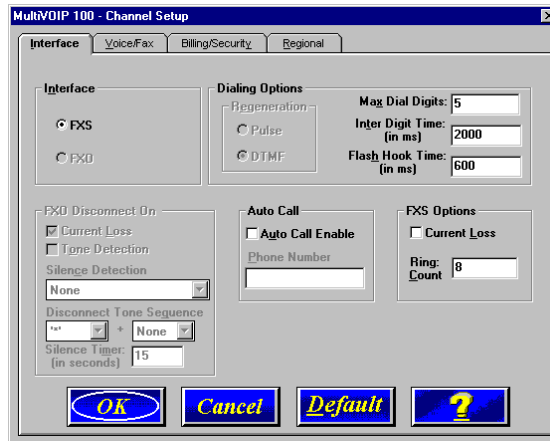 MultiVOIP 100 - Channel Setup
Interface
Voice/Fax
Billing/Security
Regional
Interface
FXS
FXO
Dialing Options
Regeneration
Pulse
DTMF
Max Dial Digits: 5
Inter Digit Time: 2000
(in ms)
Flash Hook Time: 600
(in ms)
FXO Disconnect On
Current Loss
Tone Detection
Silence Detection
None
Disconnect Tone Sequence
'*' + None
Silence Timer: 15
(in seconds)
Auto Call
Auto Call Enable
Phone Number
FXS Options
Current Loss
Ring: 8
Count
OK
Cancel
Default
?